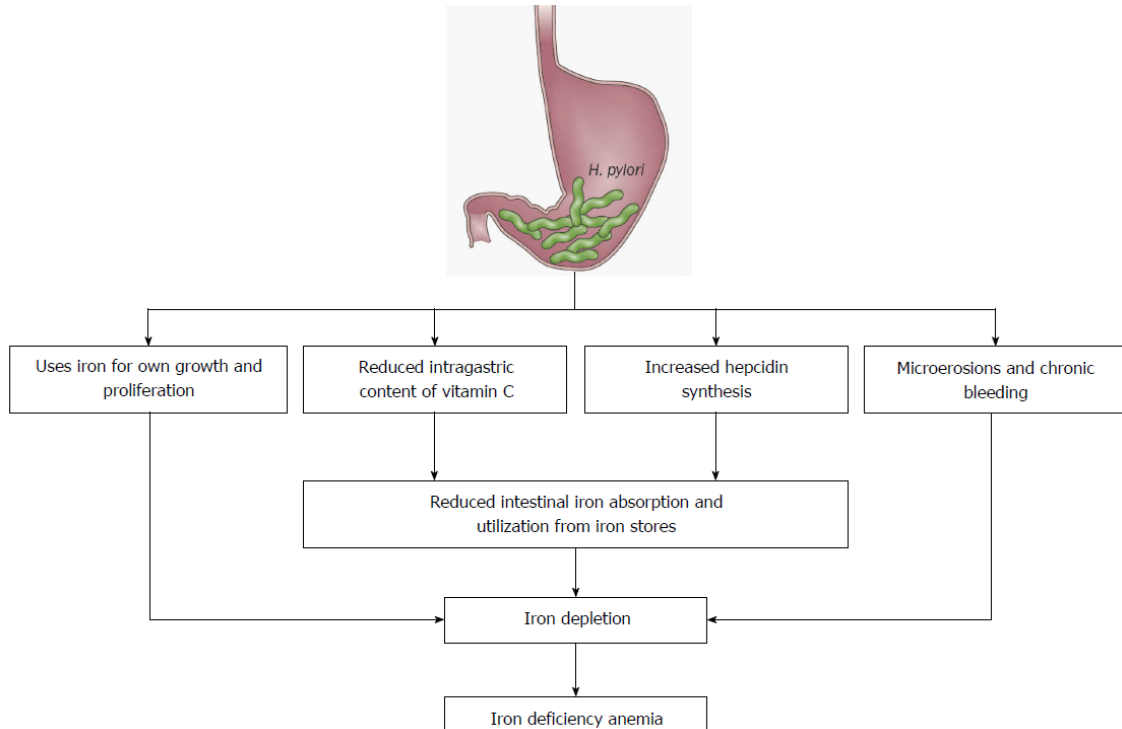 H. pylori
Uses iron for own growth and
proliferation
Reduced intragastric
content of vitamin C
Increased hepcidin
synthesis
Microerosions and chronic
bleeding
Reduced intestinal iron absorption and
utilization from iron stores
Iron depletion
Iron deficiency anemia